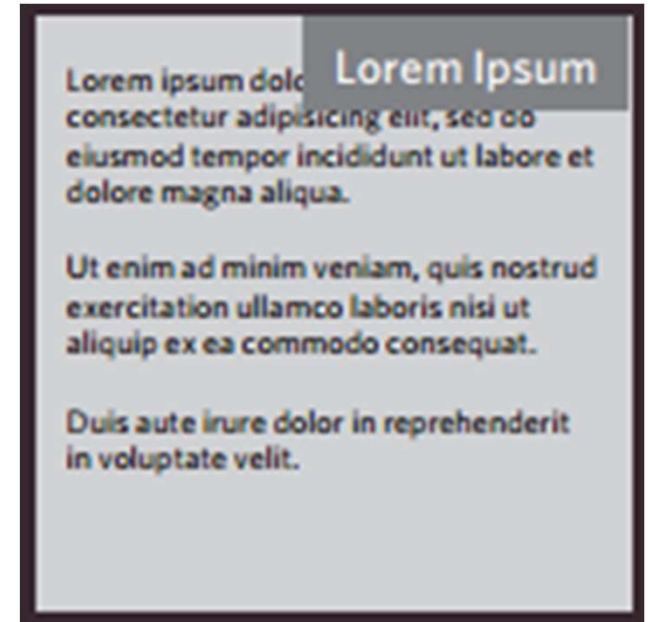 Lorem Ipsum
Lorem ipsum dolo
consectetur adipisicing elit, sed do
eiusmod tempor incididunt ut labore et
dolore magna aliqua.
Ut enim ad minim veniam, quis nostrud
exercitation ullamco laboris nisi ut
aliquip ex ea commodo consequat.
Duis aute irure dolor in reprehenderit
in voluptate velit.